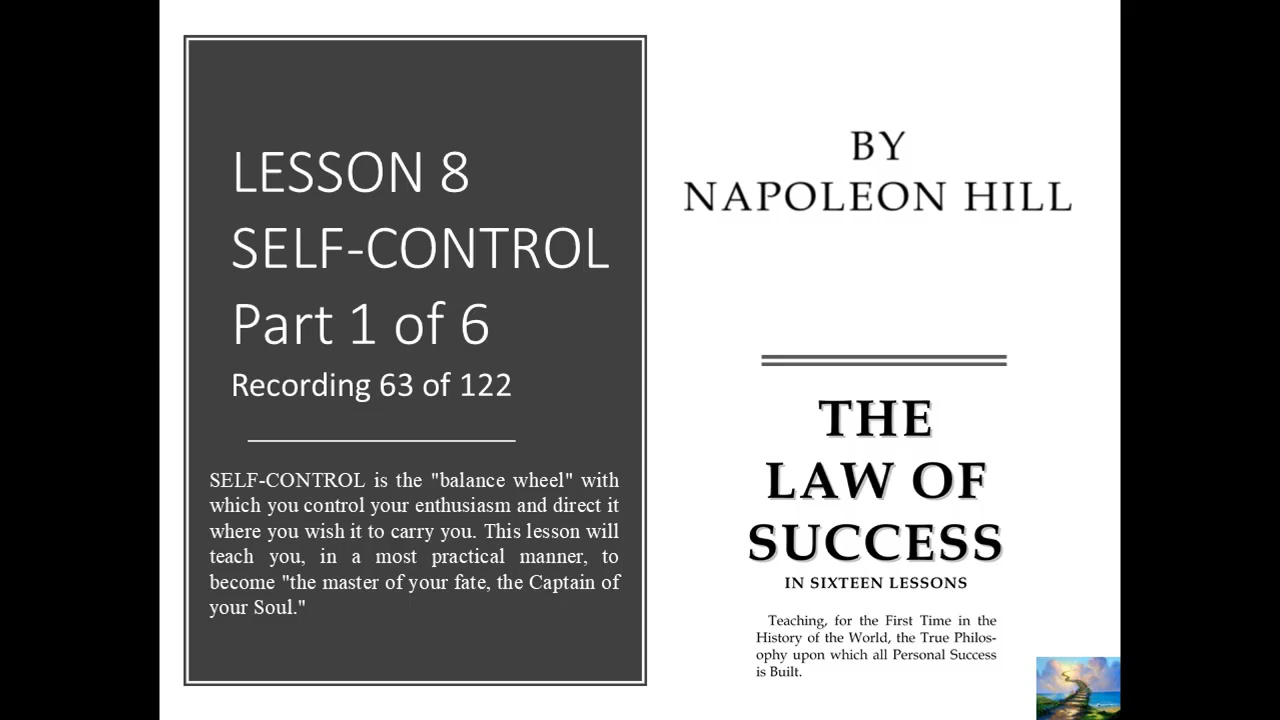 LESSON 8
SELF-CONTROL
Part 1 of 6
Recording 63 of 122
SELF-CONTROL is the "balance wheel" with
which you control your enthusiasm and direct it
where you wish it to carry you. This lesson will
teach you, in a most practical manner, to
become "the master of your fate, the Captain of
your Soul."
BY
NAPOLEON HILL
THE
LAW OF
SUCCESS
IN SIXTEEN LESSONS
Teaching, for the First Time in the
History of the World, the True Philos-
ophy upon which all Personal Success
is Built.